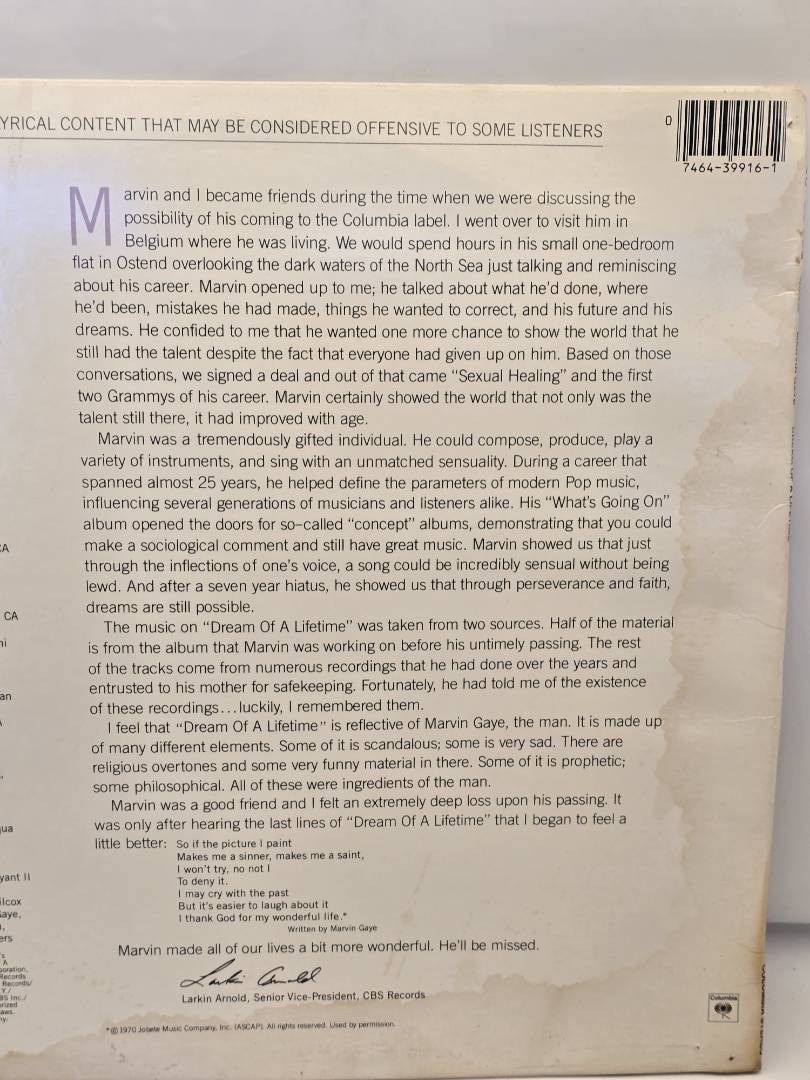 YRICAL CONTENT THAT MAY BE CONSIDERED OFFENSIVE TO SOME LISTENERS
0
7464-39916-1
Marvin and I became friends during the time when we were discussing the
possibility of his coming to the Columbia label. I went over to visit him in
Belgium where he was living. We would spend hours in his small one-bedroom
flat in Ostend overlooking the dark waters of the North Sea just talking and reminiscing
about his career. Marvin opened up to me; he talked about what he'd done, where
he'd been, mistakes he had made, things he wanted to correct, and his future and his
dreams. He confided to me that he wanted one more chance to show the world that he
still had the talent despite the fact that everyone had given up on him. Based on those
conversations, we signed a deal and out of that came “Sexual Healing” and the first
two Grammys of his career. Marvin certainly showed the world that not only was the
talent still there, it had improved with age.
Marvin was a tremendously gifted individual. He could compose, produce, play a
variety of instruments, and sing with an unmatched sensuality. During a career that
spanned almost 25 years, he helped define the parameters of modern Pop music,
influencing several generations of musicians and listeners alike. His “What's Going On”
album opened the doors for so-called “concept” albums, demonstrating that you could
make a sociological comment and still have great music. Marvin showed us that just
through the inflections of one's voice, a song could be incredibly sensual without being
lewd. And after a seven year hiatus, he showed us that through perseverance and faith,
dreams are still possible.
The music on “Dream Of A Lifetime” was taken from two sources. Half of the material
is from the album that Marvin was working on before his untimely passing. The rest
of the tracks come from numerous recordings that he had done over the years and
entrusted to his mother for safekeeping. Fortunately, he had told me of the existence
of these recordings...luckily, I remembered them.
I feel that “Dream Of A Lifetime” is reflective of Marvin Gaye, the man. It is made up
of many different elements. Some of it is scandalous; some is very sad. There are
religious overtones and some very funny material in there. Some of it is prophetic;
some philosophical. All of these were ingredients of the man.
Marvin was a good friend and I felt an extremely deep loss upon his passing. It
was only after hearing the last lines of “Dream Of A Lifetime” that I began to feel a
little better: So if the picture I paint
Makes me a sinner, makes me a saint,
I won't try, no not I
To deny it.
I may cry with the past
But it's easier to laugh about it
I thank God for my wonderful life.*
Written by Marvin Gaye
Marvin made all of our lives a bit more wonderful. He'll be missed.
Larkin Arnold
Larkin Arnold, Senior Vice-President, CBS Records
*©1970 Jobete Music Company, Inc. (ASCAP). All rights reserved. Used by permission.
Columbia
CA
CA
an
qua
yant II
ilcox
Gaye,
ers
oration.
Records
Records/